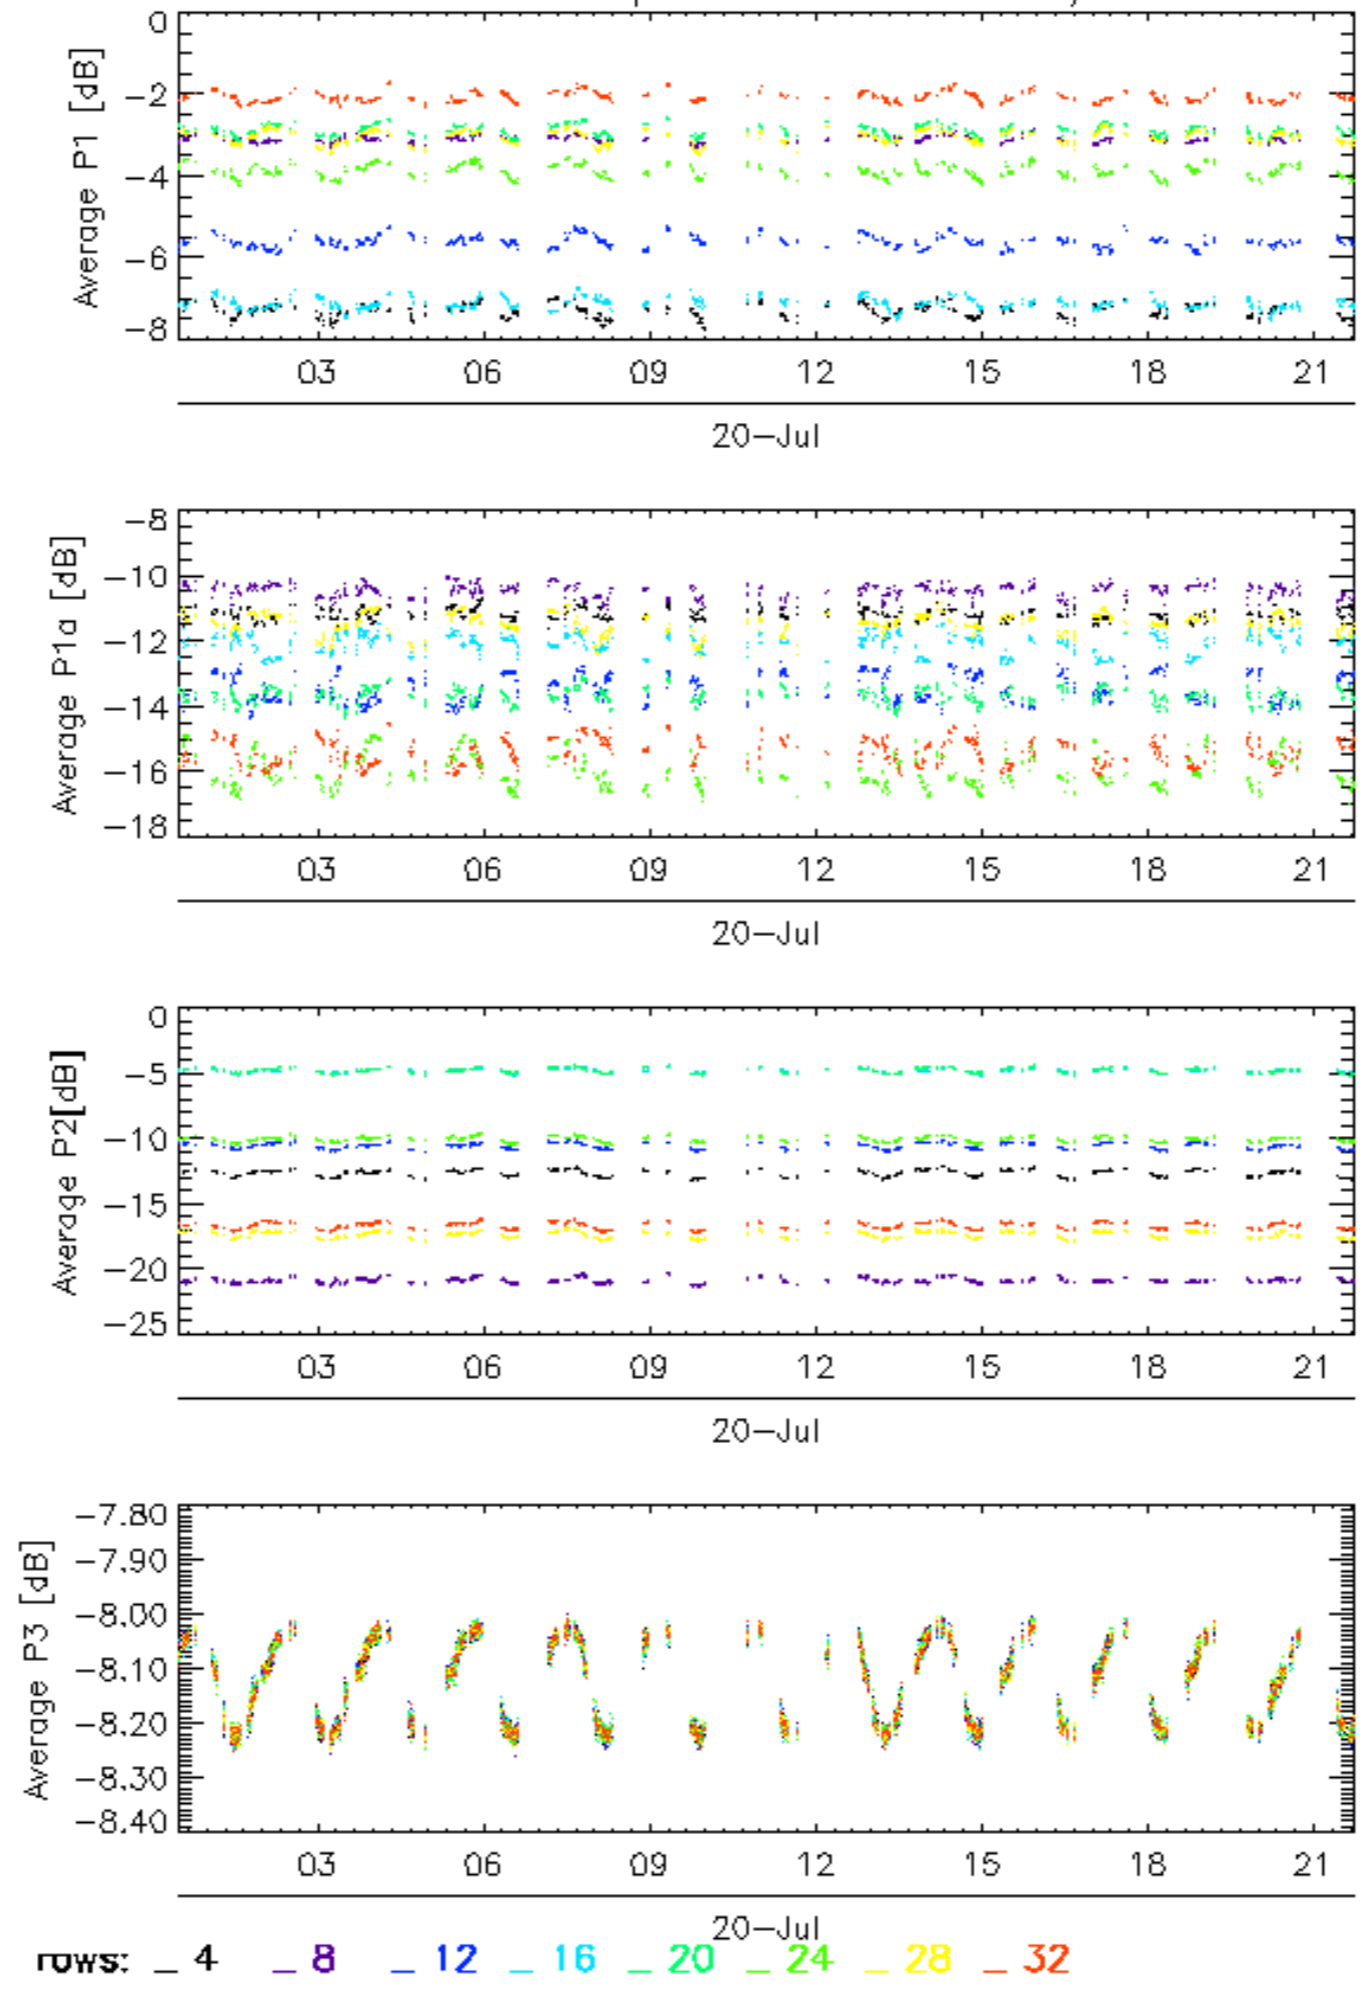 0
-2
-4
-6
-8
Average P1 [dB]
03 06 09 12 15 18 21
20-Jul
-8
-10
-12
-14
-16
-18
Average P1a [dB]
03 06 09 12 15 18 21
20-Jul
0
-5
-10
-15
-20
-25
Average P2[dB]
03 06 09 12 15 18 21
20-Jul
-7.80
-7.90
-8.00
-8.10
-8.20
-8.30
-8.40
Average P3 [dB]
03 06 09 12 15 18 21
20-Jul
rows: _ 4 _ 8 _ 12 _ 16 _ 20 _ 24 _ 28 _ 32